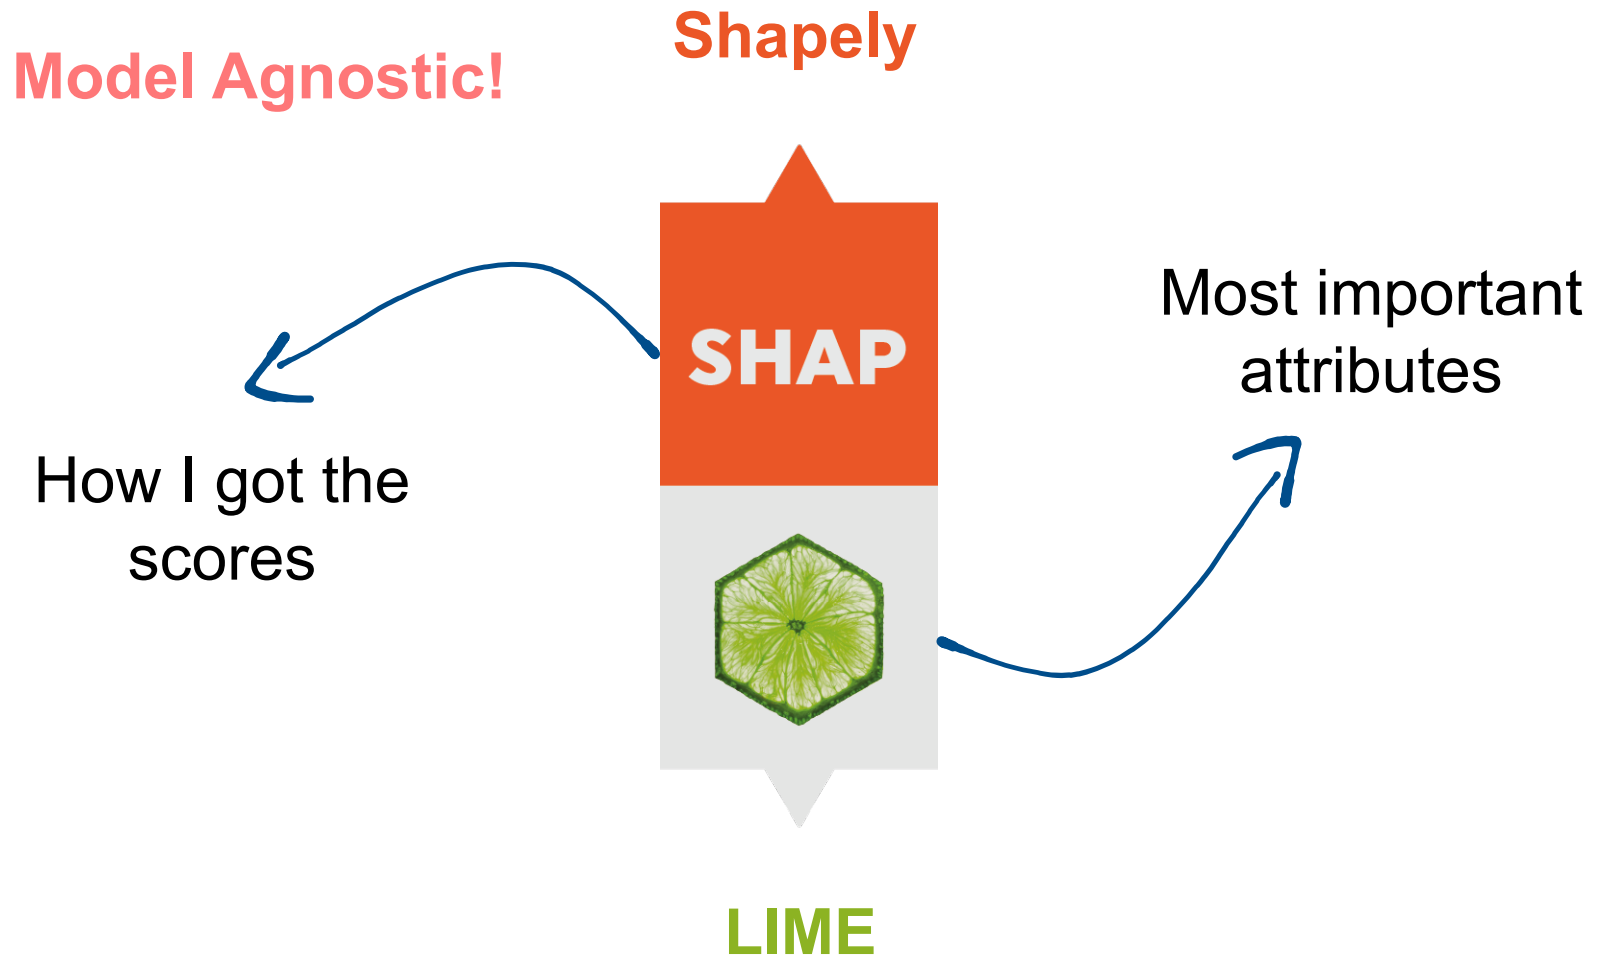 Shapely
Model Agnostic!
SHAP
Most important
attributes
How I got the
scores
LIME